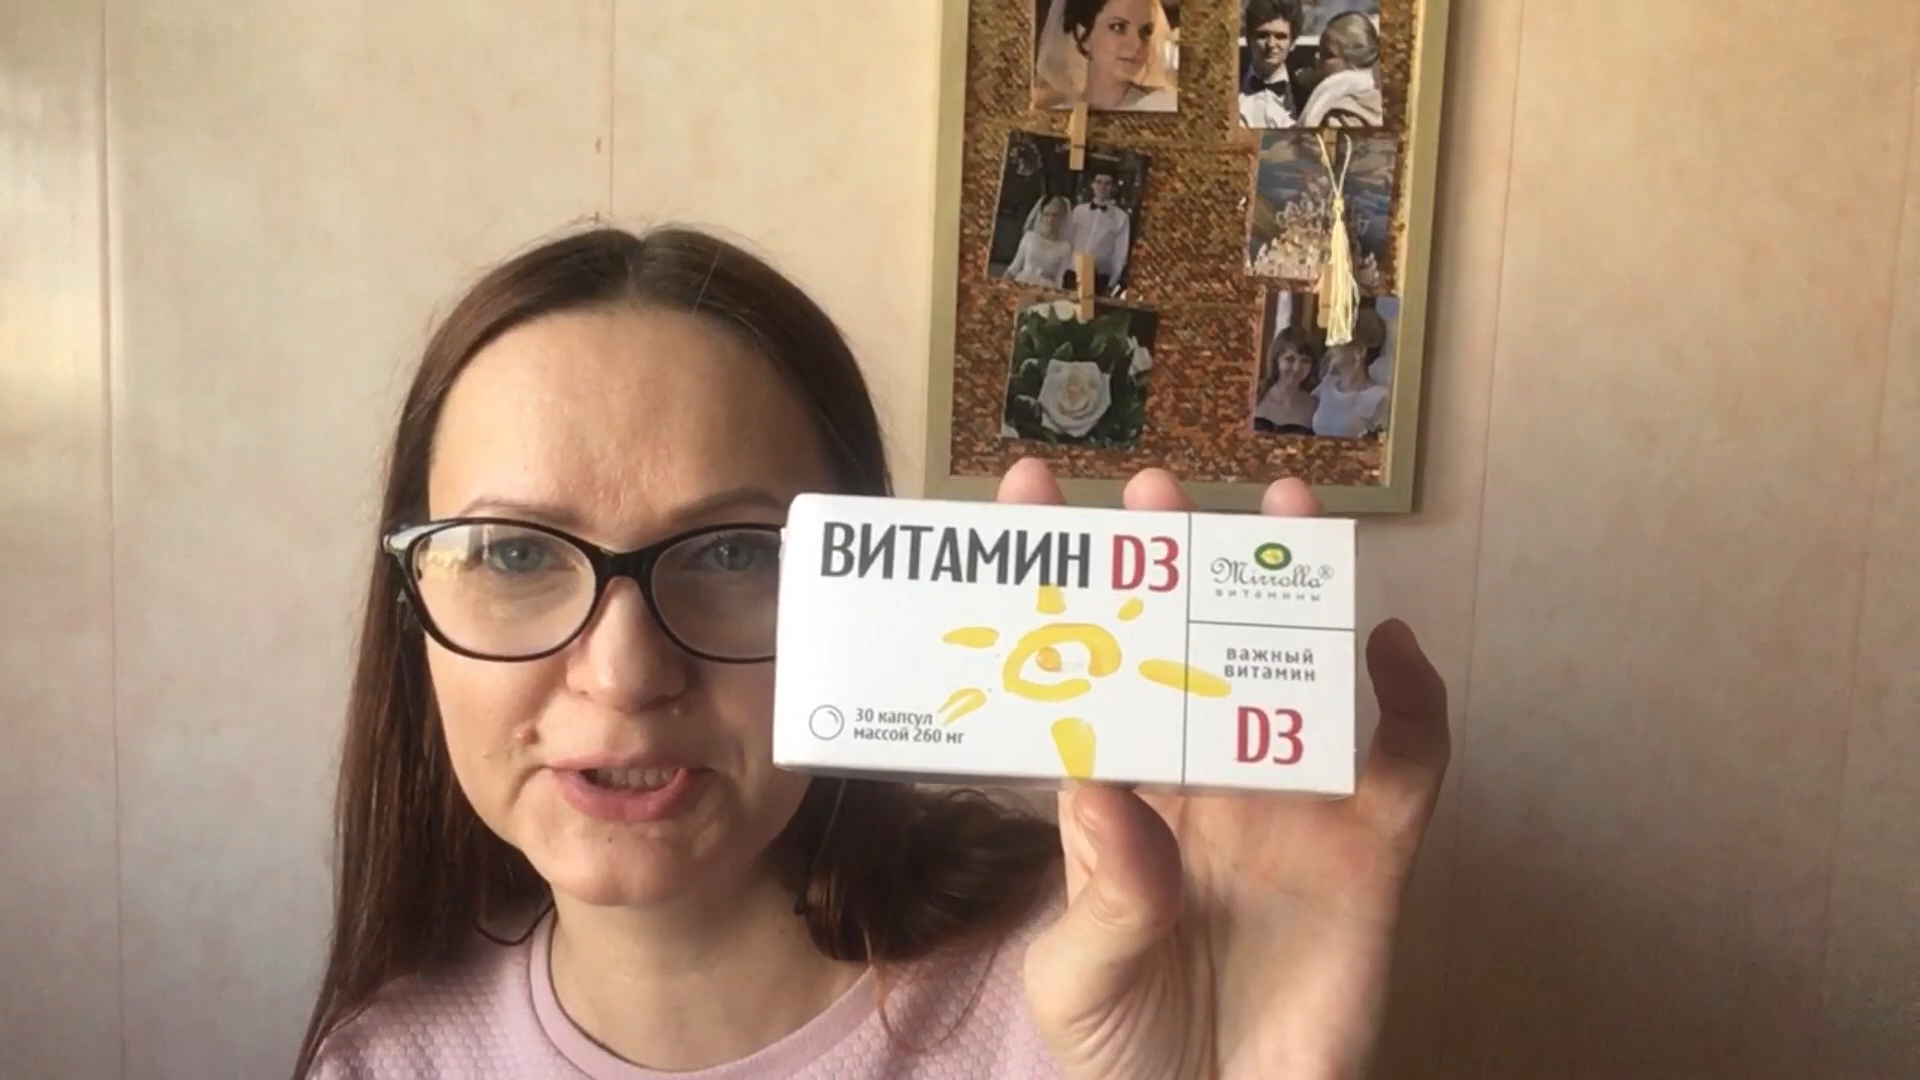 ВИТАМИН D3
Mirrolla®
витамины
важный
витамин
D3
30 капсул
массой 260 мг